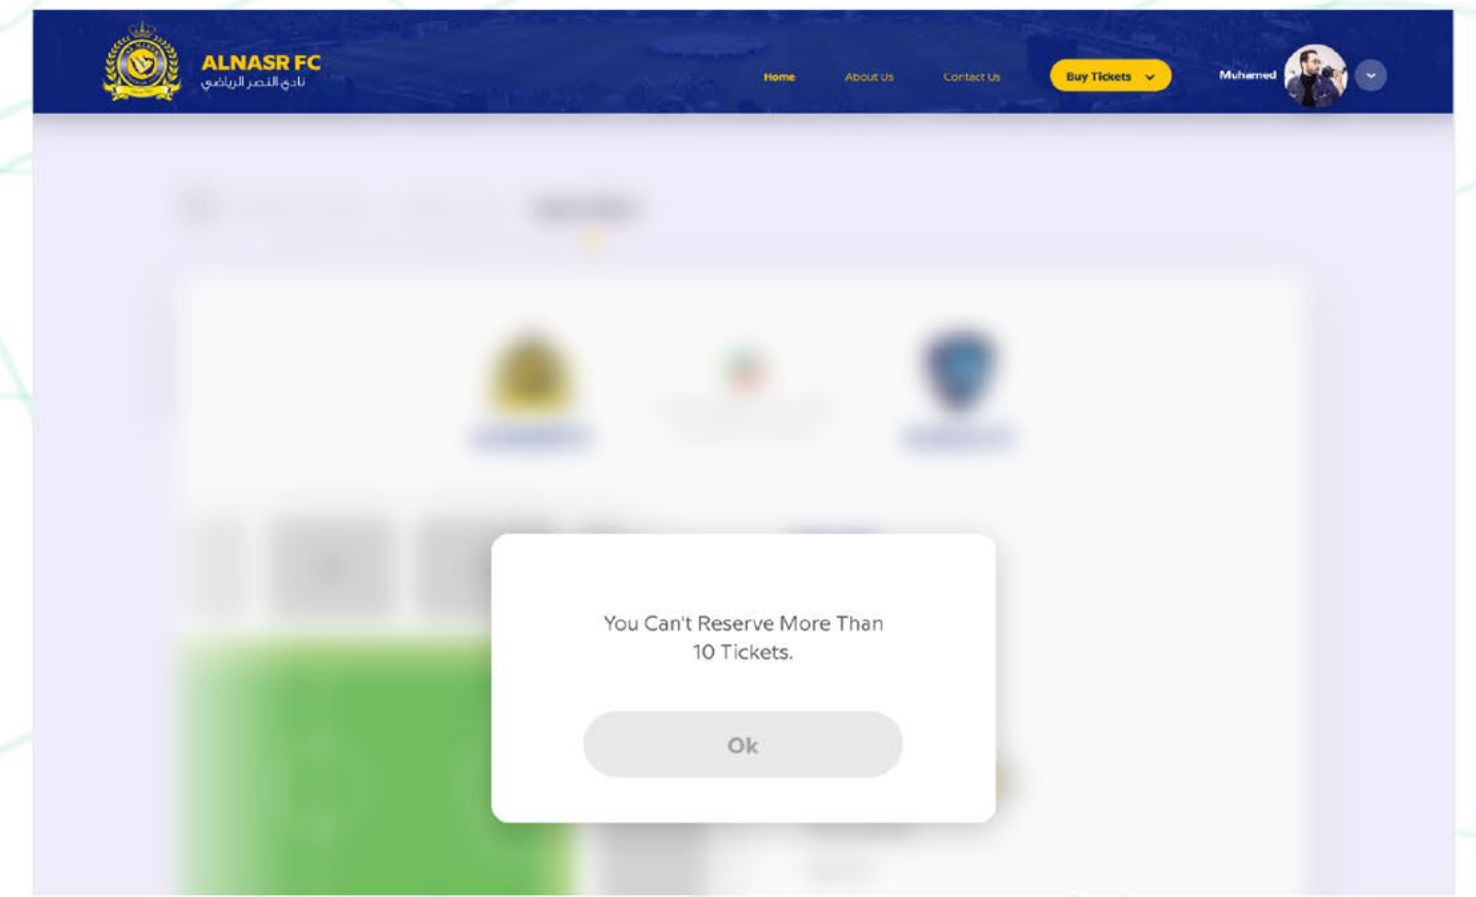 ALNASR FC
نادي النصر الرياضي
Home
About Us
Contact Us
Buy Tickets
Muhamed
You Can't Reserve More Than
10 Tickets.
Ok